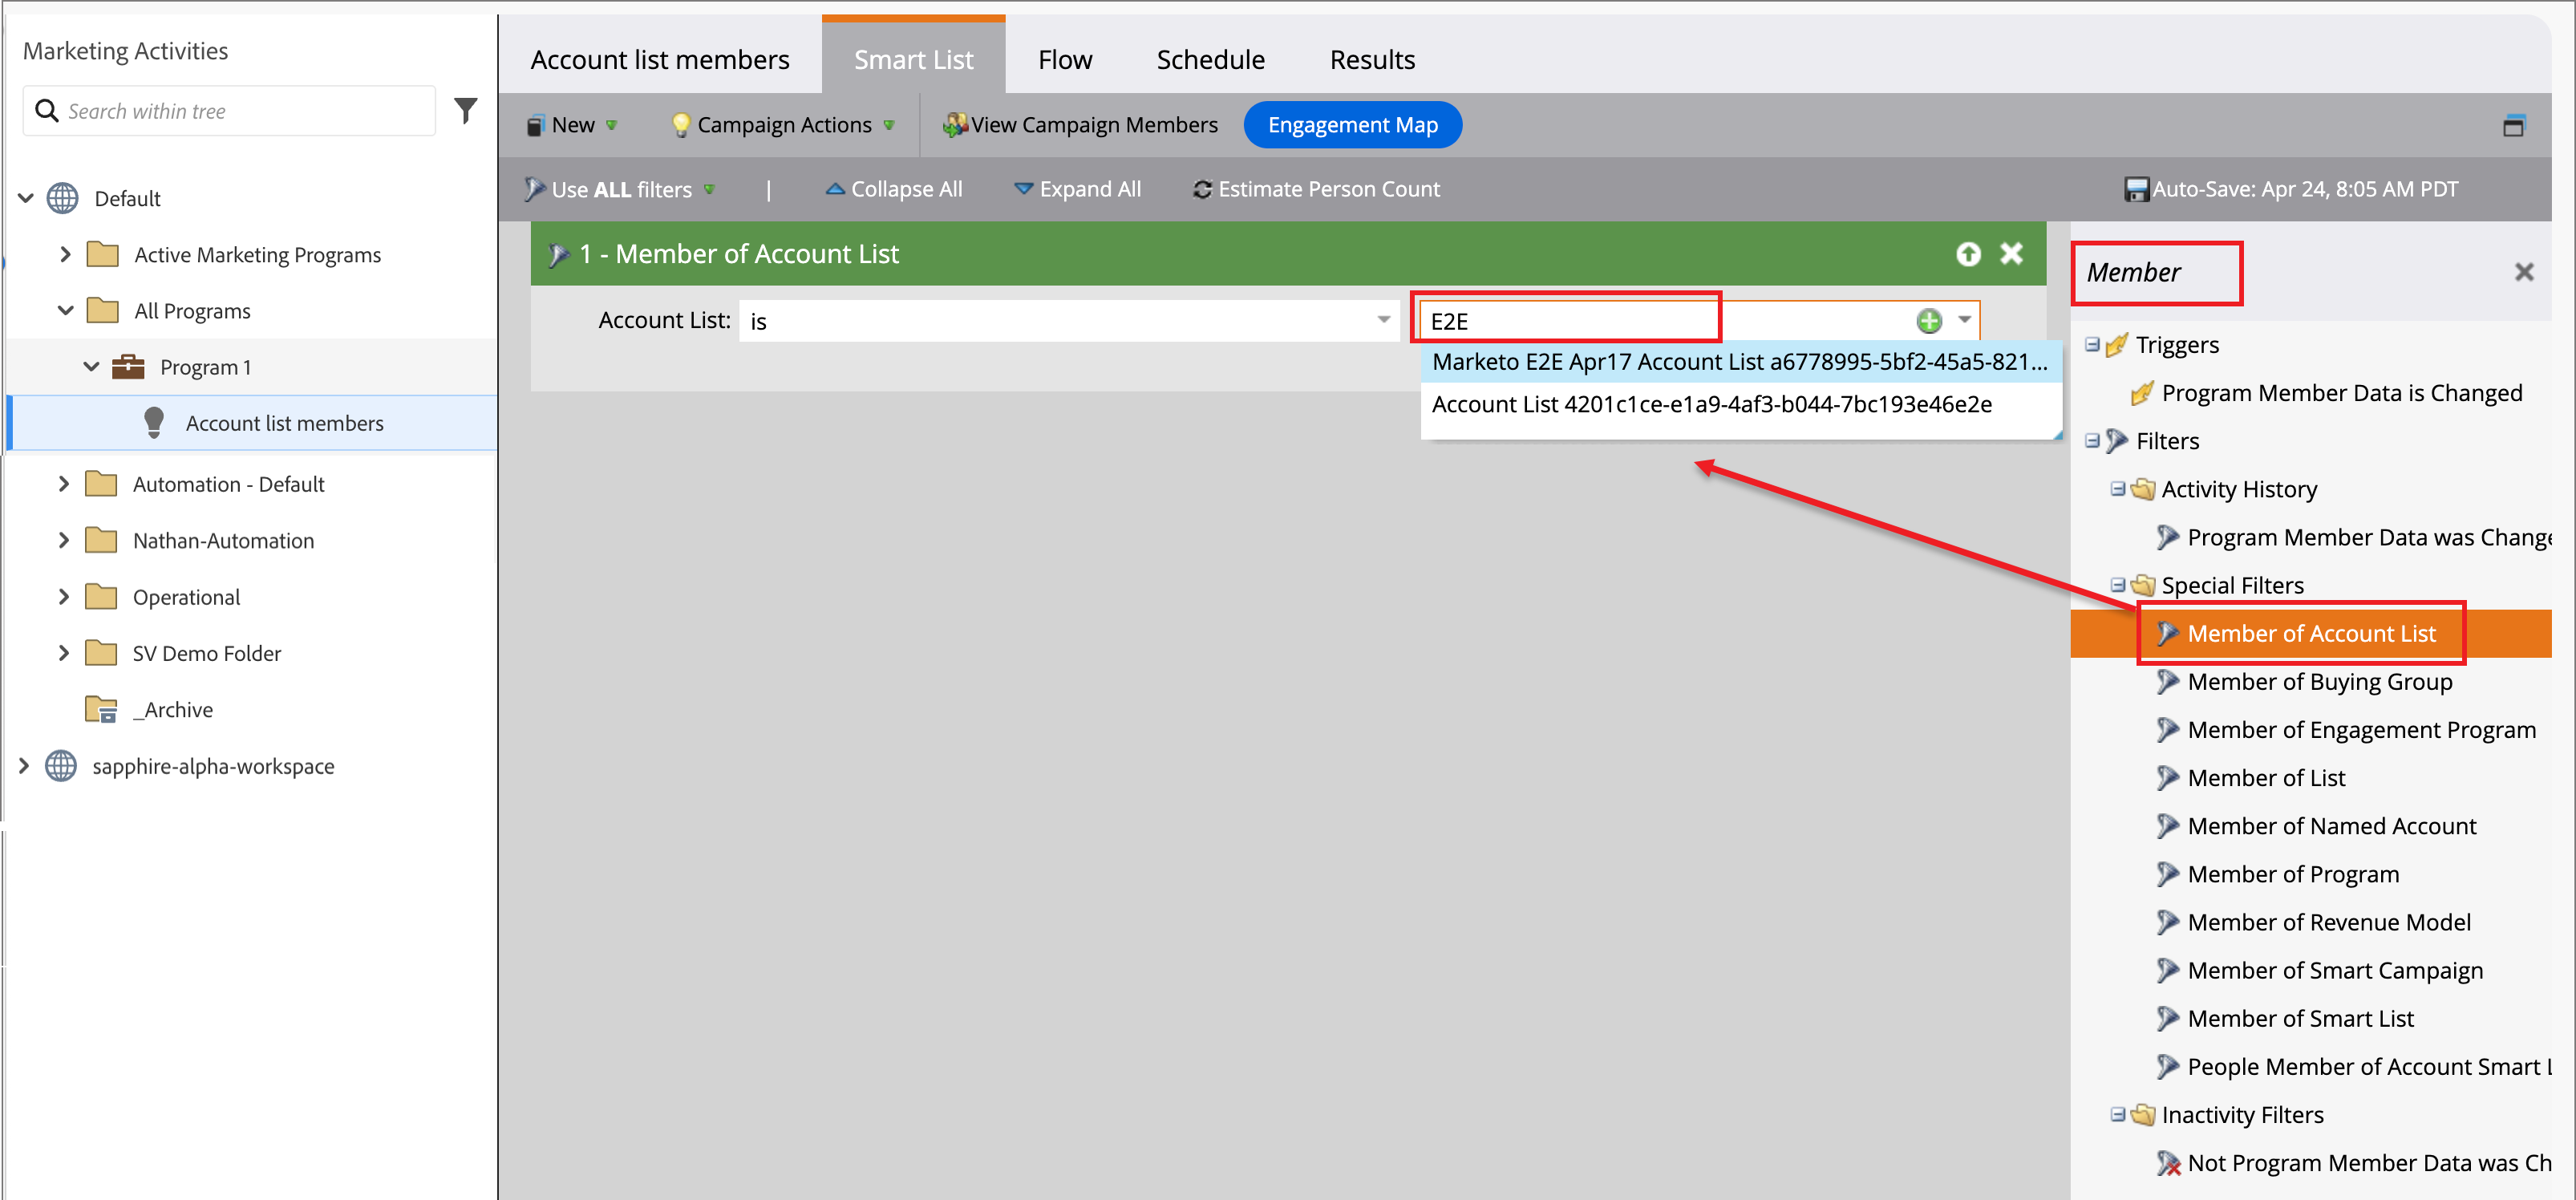 Marketing Activities
Search within tree
Default
Active Marketing Programs
All Programs
Program 1
Account list members
Automation - Default
Nathan-Automation
Operational
SV Demo Folder
_Archive
sapphire-alpha-workspace
Account list members Smart List Flow Schedule Results
New Campaign Actions View Campaign Members Engagement Map
Use ALL filters | Collapse All Expand All Estimate Person Count Auto-Save: Apr 24, 8:05 AM PDT
1 - Member of Account List
Account List: is E2E
Marketo E2E Apr17 Account List a6778995-5bf2-45a5-821...
Account List 4201c1ce-e1a9-4af3-b044-7bc193e46e2e
Member
Triggers
Program Member Data is Changed
Filters
Activity History
Program Member Data was Change
Special Filters
Member of Account List
Member of Buying Group
Member of Engagement Program
Member of List
Member of Named Account
Member of Program
Member of Revenue Model
Member of Smart Campaign
Member of Smart List
People Member of Account Smart L
Inactivity Filters
Not Program Member Data was Ch